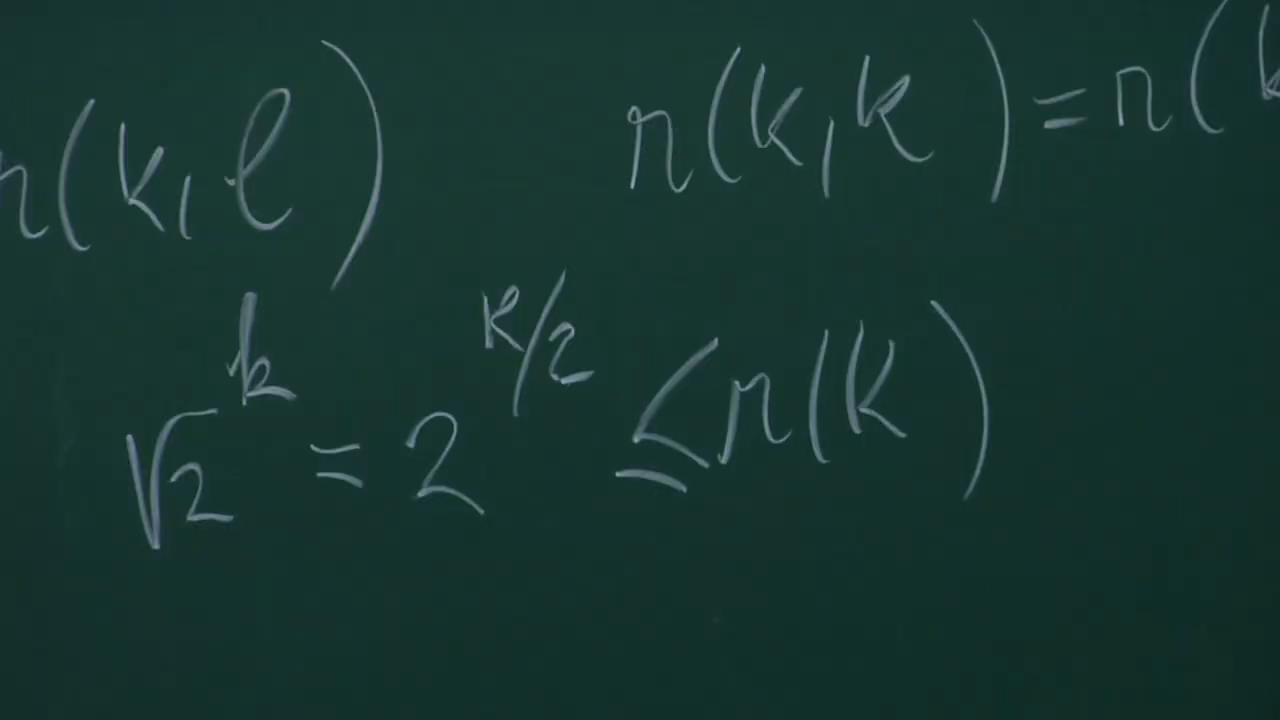 r(k,l) r(k,k)=r(k
√2^k = 2^k/2 ≤ r(k)